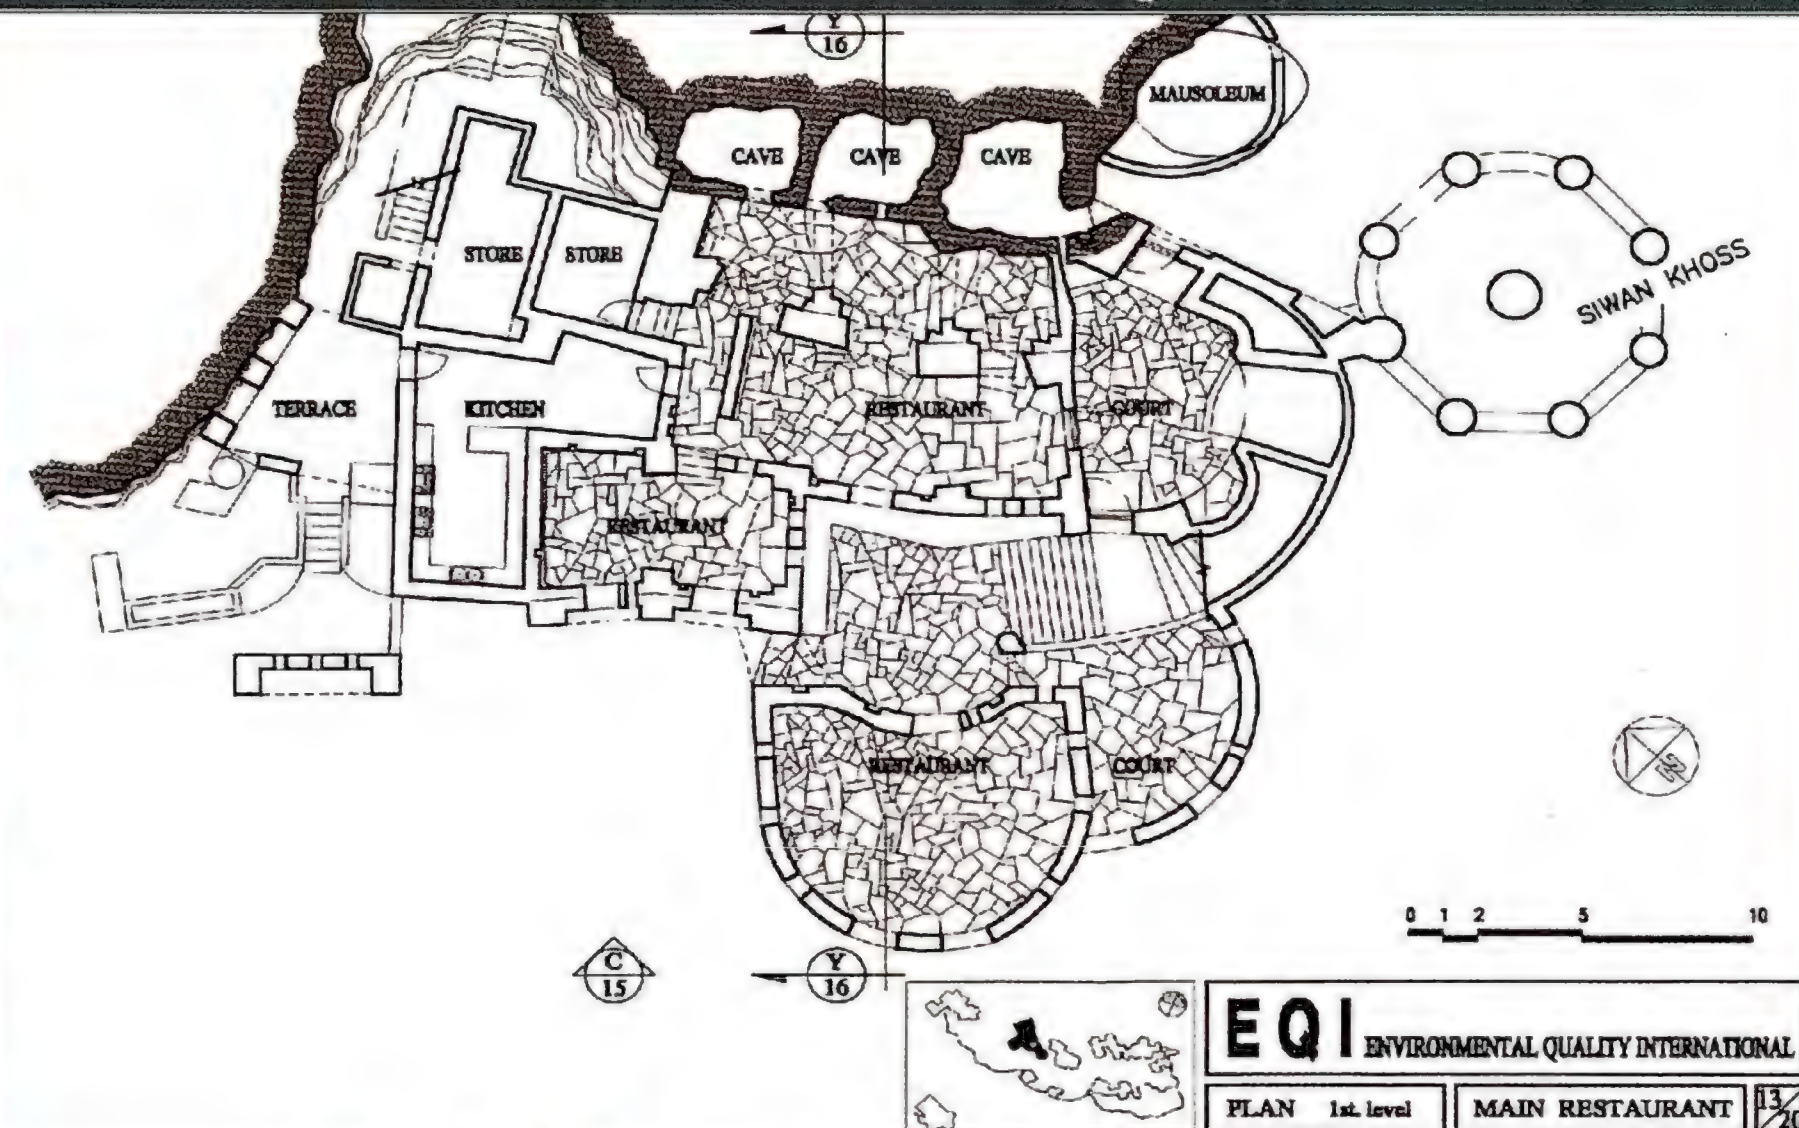 Y
16
MAUSOLEUM
CAVE CAVE CAVE
STORE STORE
SIWAN KHOSS
TERRACE KITCHEN RESTAURANT COURT
RESTAURANT
RESTAURANT COURT
N
0 1 2 5 10
C
15
Y
16
EQI ENVIRONMENTAL QUALITY INTERNATIONAL
PLAN 1st. level MAIN RESTAURANT 13/20